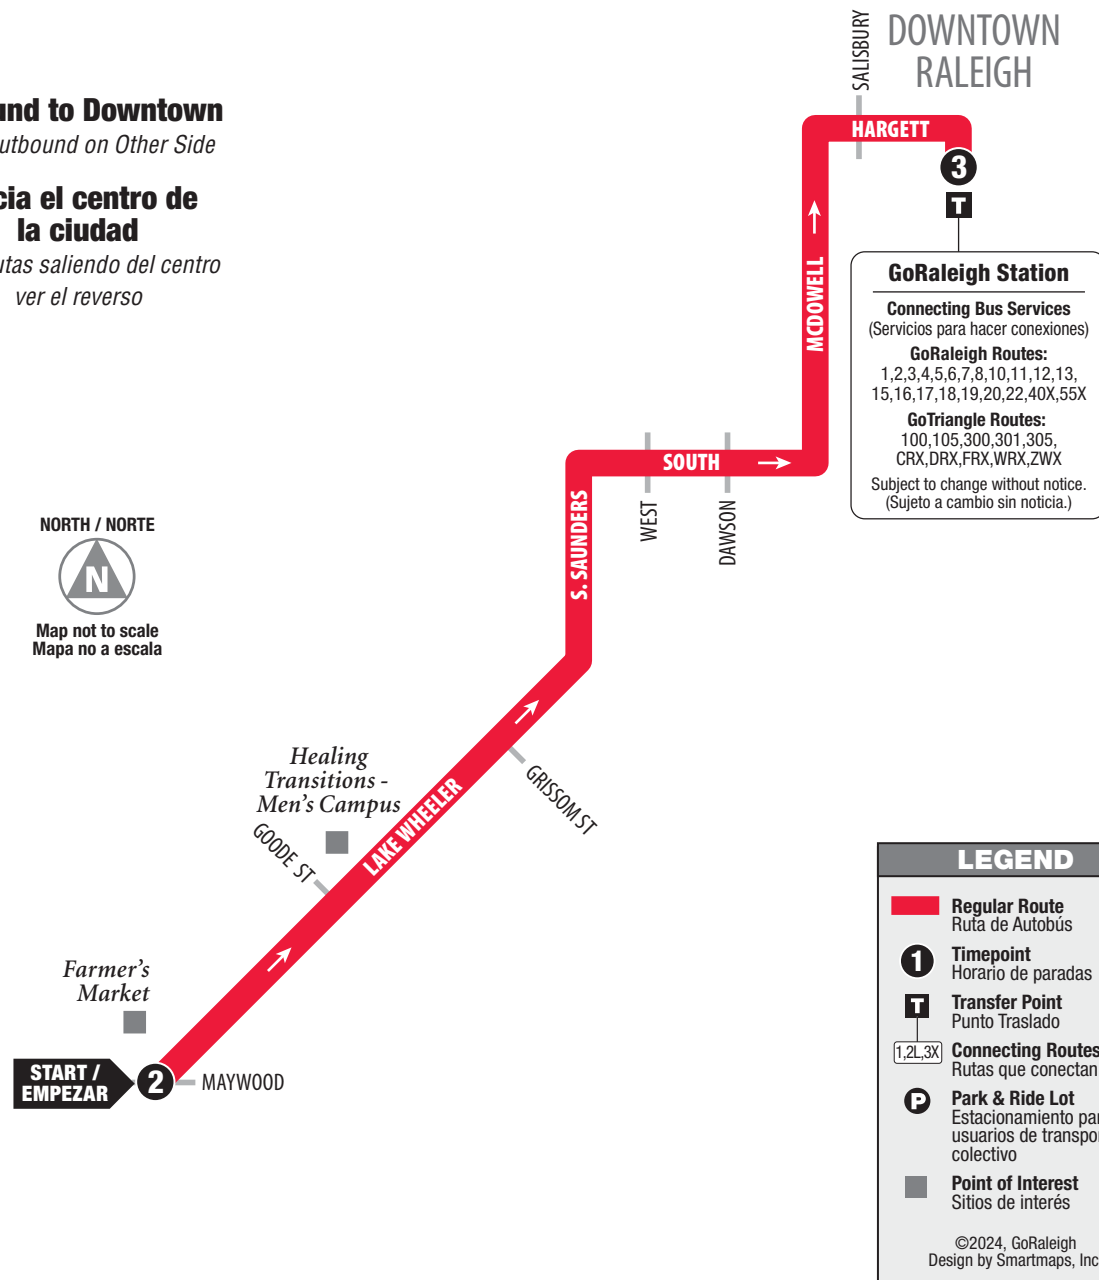 DOWNTOWN
RALEIGH
SALISBURY
und to Downtown
utbound on Other Side
cia el centro de
la ciudad
utas saliendo del centro
ver el reverso
HARGETT
3
T
MCDOWELL
GoRaleigh Station
Connecting Bus Services
(Servicios para hacer conexiones)
GoRaleigh Routes:
1,2,3,4,5,6,7,8,10,11,12,13,
15,16,17,18,19,20,22,40X,55X
GoTriangle Routes:
100,105,300,301,305,
CRX,DRX,FRX,WRX,ZWX
Subject to change without notice.
(Sujeto a cambio sin noticia.)
SOUTH
WEST
DAWSON
S. SAUNDERS
NORTH / NORTE
N
Map not to scale
Mapa no a escala
Healing
Transitions -
Men's Campus
GOODE ST
LAKE WHEELER
GRISSOM ST
Farmer's
Market
START /
EMPEZAR
2
MAYWOOD
LEGEND
Regular Route
Ruta de Autobús
1
Timepoint
Horario de paradas
T
Transfer Point
Punto Traslado
1,2L,3X
Connecting Routes
Rutas que conectan
P
Park & Ride Lot
Estacionamiento par
usuarios de transpor
colectivo
Point of Interest
Sitios de interés
©2024, GoRaleigh
Design by Smartmaps, Inc